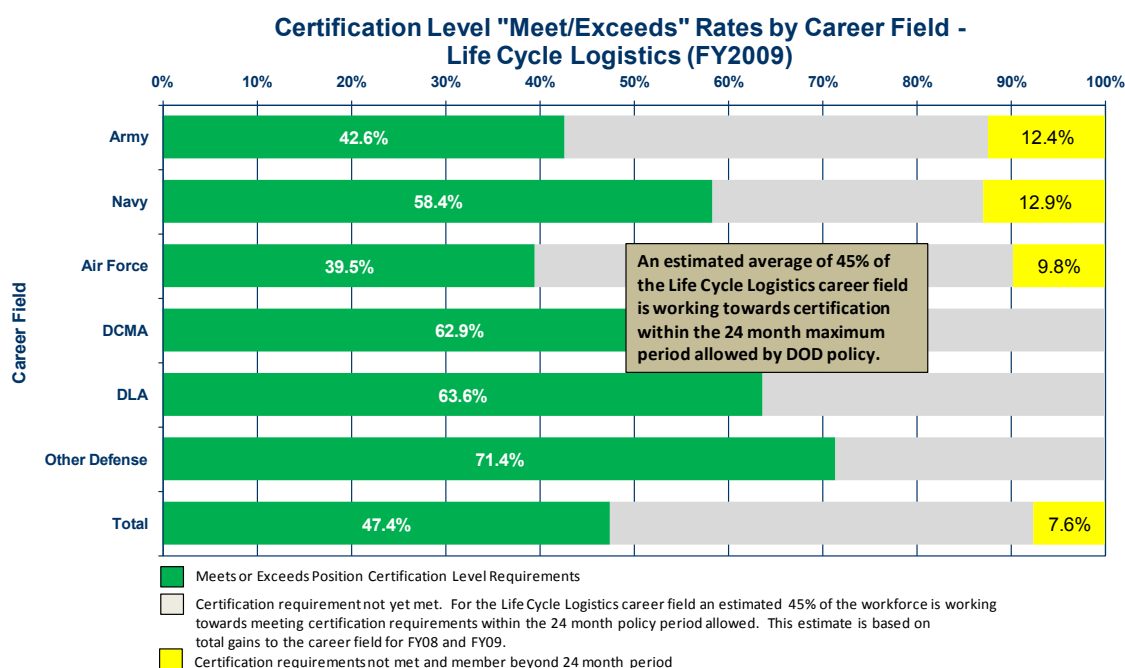 Certification Level "Meet/Exceeds" Rates by Career Field -
Life Cycle Logistics (FY2009)
0% 10% 20% 30% 40% 50% 60% 70% 80% 90% 100%
Career Field
Army 42.6% 12.4%
Navy 58.4% 12.9%
Air Force 39.5% 9.8%
An estimated average of 45% of
the Life Cycle Logistics career field
is working towards certification
within the 24 month maximum
period allowed by DOD policy.
DCMA 62.9%
DLA 63.6%
Other Defense 71.4%
Total 47.4% 7.6%
Meets or Exceeds Position Certification Level Requirements
Certification requirement not yet met. For the Life Cycle Logistics career field an estimated 45% of the workforce is working
towards meeting certification requirements within the 24 month policy period allowed. This estimate is based on
total gains to the career field for FY08 and FY09.
Certification requirements not met and member beyond 24 month period